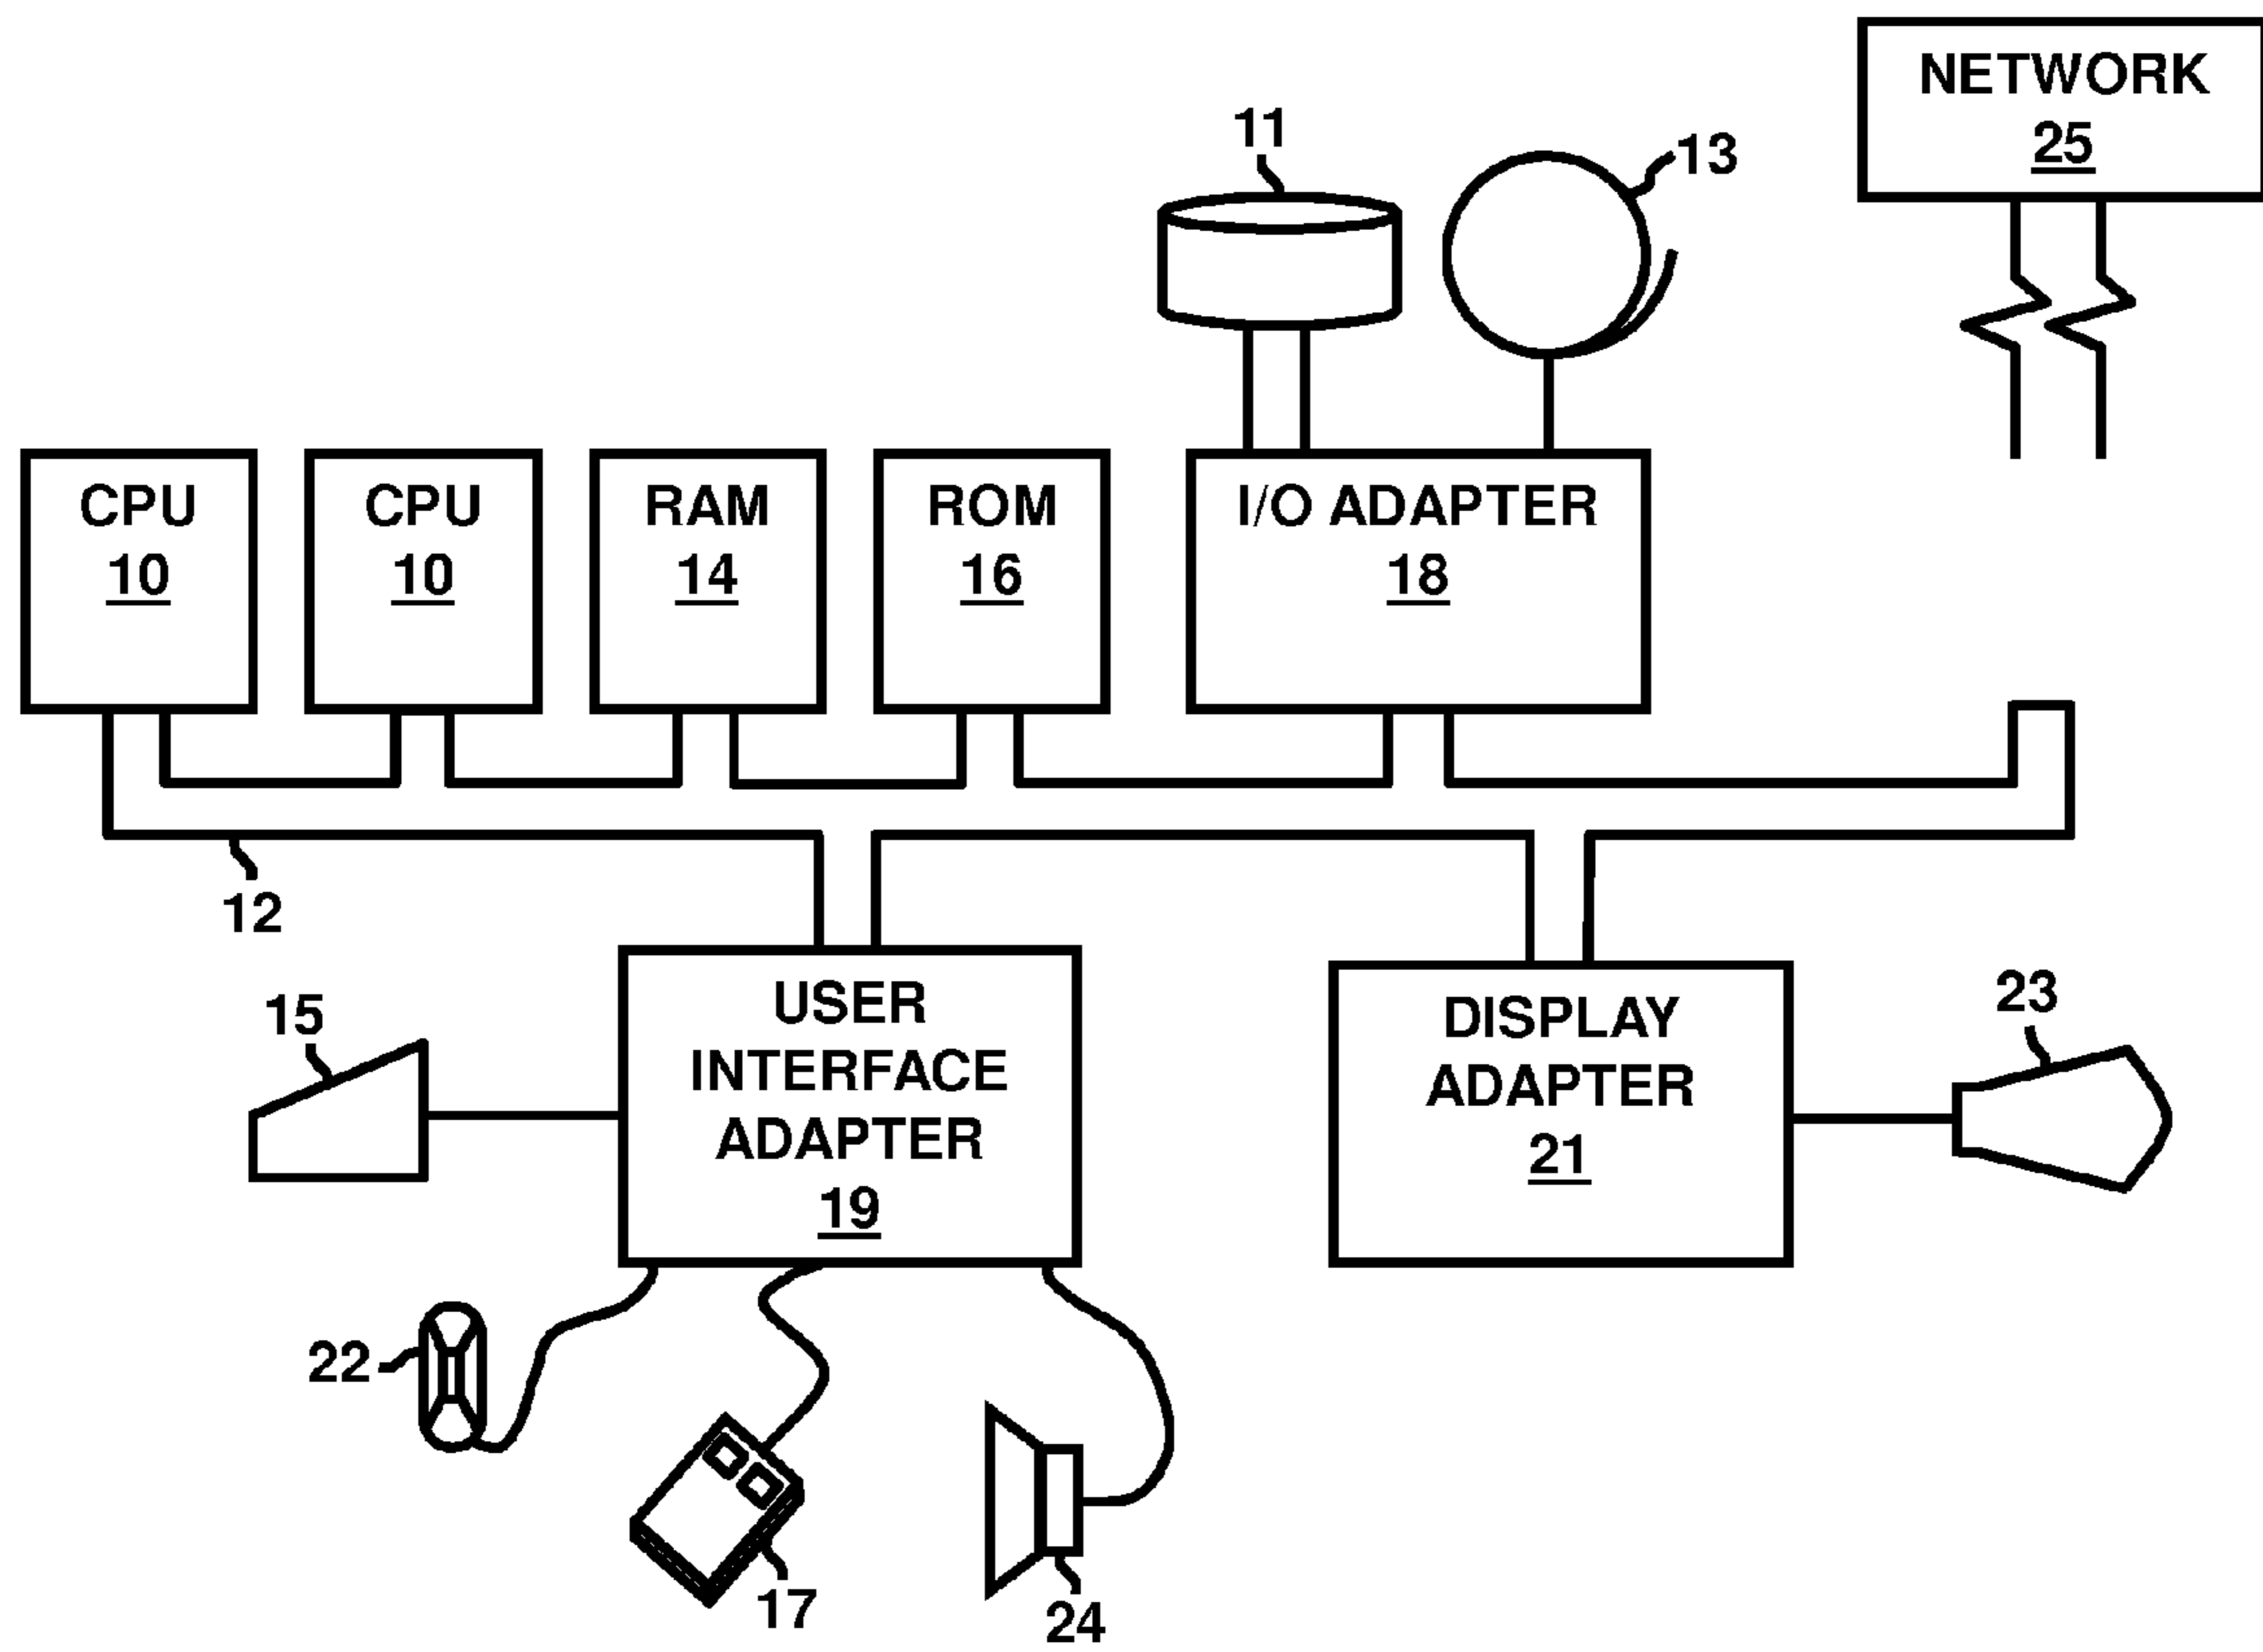 NETWORK
25
11
13
CPU
10
CPU
10
RAM
14
ROM
16
I/O ADAPTER
18
12
USER
INTERFACE
ADAPTER
19
DISPLAY
ADAPTER
21
15
23
22
17
24